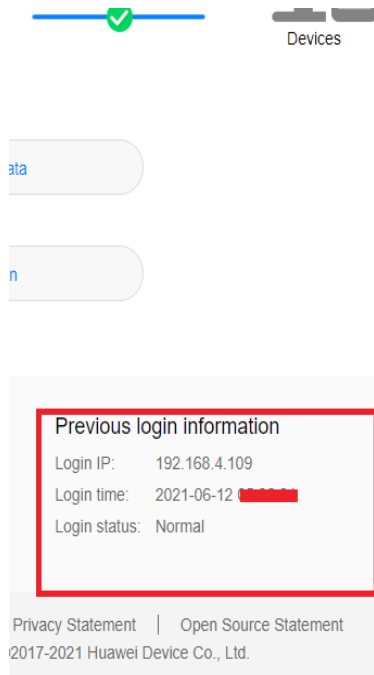 Devices
ata
m
Previous login information
Login IP: 192.168.4.109
Login time: 2021-06-12
Login status: Normal
Privacy Statement | Open Source Statement
2017-2021 Huawei Device Co., Ltd.